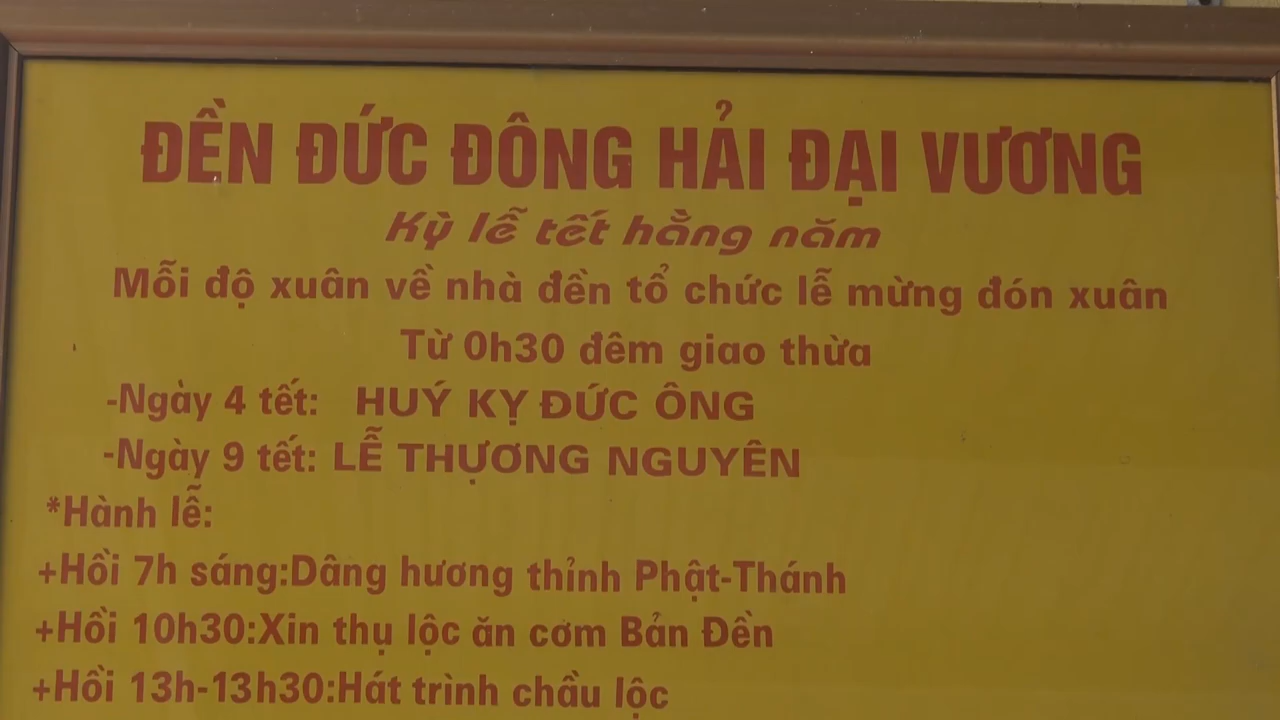 ĐỀN ĐỨC ĐÔNG HẢI ĐẠI VƯƠNG
Kỳ lễ tết hằng năm
Mỗi độ xuân về nhà đền tổ chức lễ mừng đón xuân
Từ 0h30 đêm giao thừa
-Ngày 4 tết: HUÝ KỴ ĐỨC ÔNG
-Ngày 9 tết: LỄ THƯỢNG NGUYÊN
*Hành lễ:
+Hồi 7h sáng:Dâng hương thỉnh Phật-Thánh
+Hồi 10h30:Xin thụ lộc ăn cơm Bản Đền
+Hồi 13h-13h30:Hát trình chầu lộc